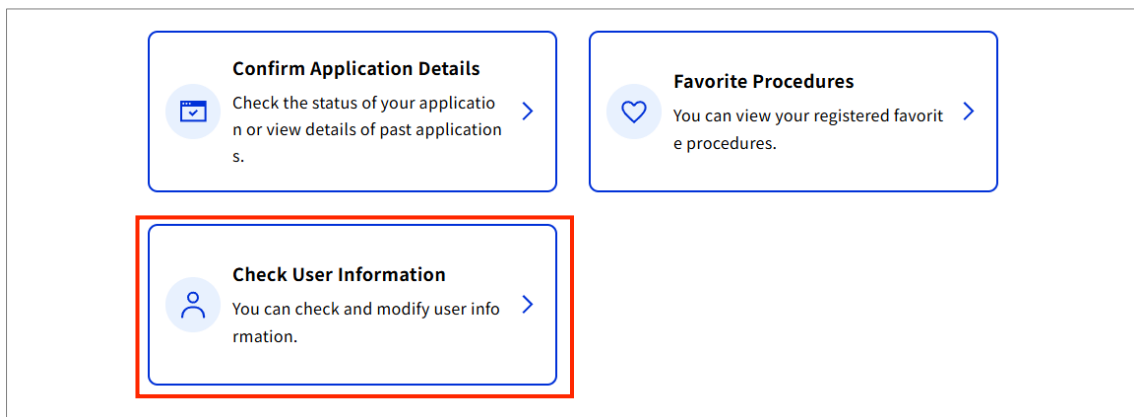 Confirm Application Details
Check the status of your applicatio
n or view details of past application
s.
Favorite Procedures
You can view your registered favorit
e procedures.
Check User Information
You can check and modify user info
rmation.